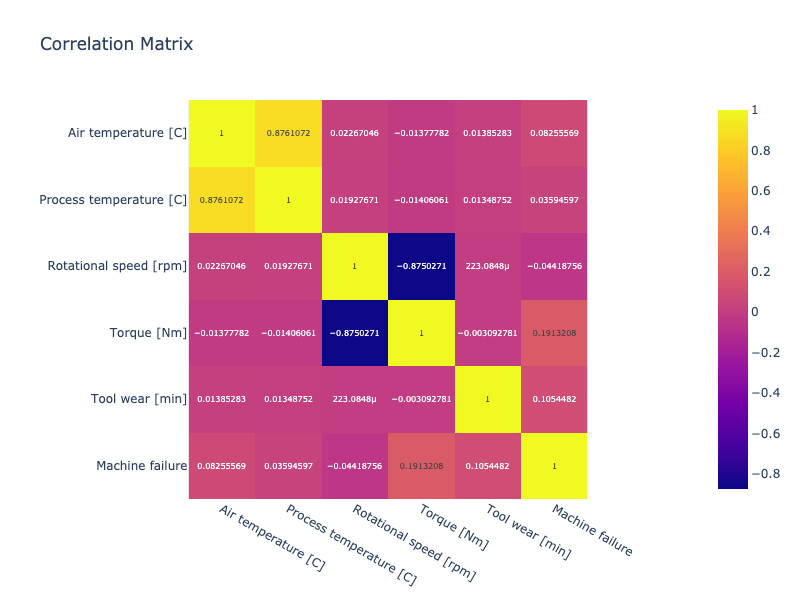 Correlation Matrix
Air temperature [C] 1 0.8761072 0.02267046 −0.01377782 0.01385283 0.08255569
Process temperature [C] 0.8761072 1 0.01927671 −0.01406061 0.01348752 0.03594597
Rotational speed [rpm] 0.02267046 0.01927671 1 −0.8750271 223.0848μ −0.04418756
Torque [Nm] −0.01377782 −0.01406061 −0.8750271 1 −0.003092781 0.1913208
Tool wear [min] 0.01385283 0.01348752 223.0848μ −0.003092781 1 0.1054482
Machine failure 0.08255569 0.03594597 −0.04418756 0.1913208 0.1054482 1
Air temperature [C]
Process temperature [C]
Rotational speed [rpm]
Torque [Nm]
Tool wear [min]
Machine failure
1
0.8
0.6
0.4
0.2
0
−0.2
−0.4
−0.6
−0.8